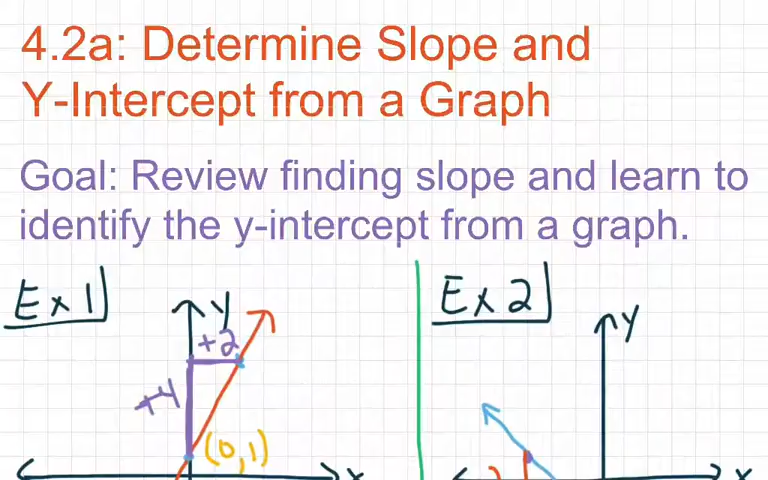 4.2a: Determine Slope and
Y-Intercept from a Graph
Goal: Review finding slope and learn to
identify the y-intercept from a graph.
Ex 1
Y
+2
+4
(0,1)
x
Ex 2
Y
x